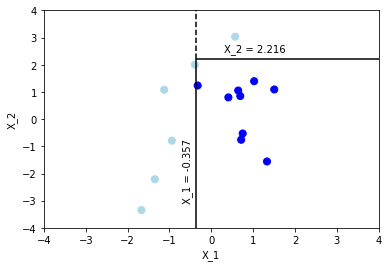 4
3
2
1
0
−1
−2
−3
−4
X_2
X_2 = 2.216
X_1 = -0.357
−4 −3 −2 −1 0 1 2 3 4
X_1